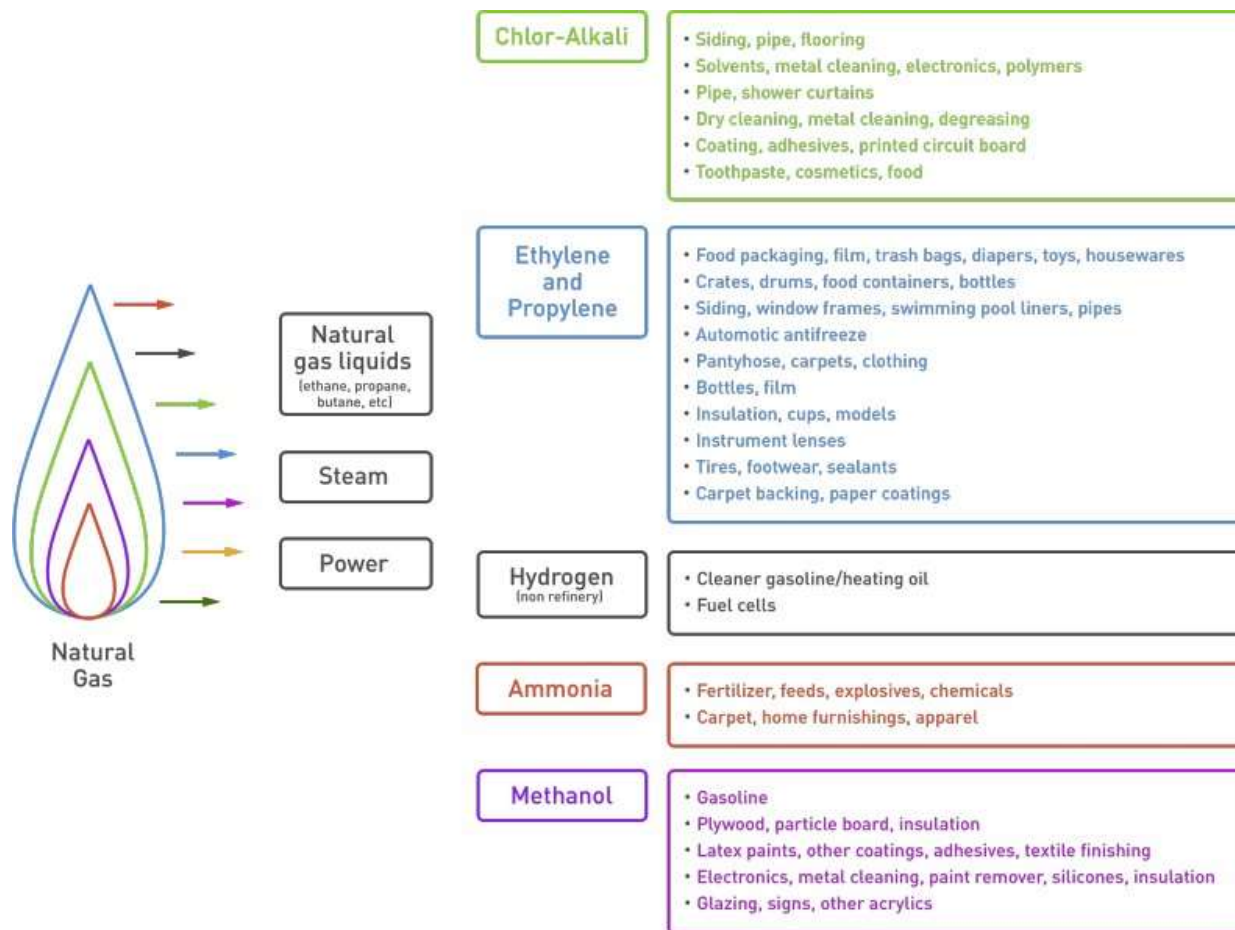 Chlor-Alkali
• Siding, pipe, flooring
• Solvents, metal cleaning, electronics, polymers
• Pipe, shower curtains
• Dry cleaning, metal cleaning, degreasing
• Coating, adhesives, printed circuit board
• Toothpaste, cosmetics, food
Ethylene
and
Propylene
• Food packaging, film, trash bags, diapers, toys, housewares
• Crates, drums, food containers, bottles
• Siding, window frames, swimming pool liners, pipes
• Automotic antifreeze
• Pantyhose, carpets, clothing
• Bottles, film
• Insulation, cups, models
• Instrument lenses
• Tires, footwear, sealants
• Carpet backing, paper coatings
Natural
gas liquids
(ethane, propane,
butane, etc)
Steam
Power
Natural
Gas
Hydrogen
(non refinery)
• Cleaner gasoline/heating oil
• Fuel cells
Ammonia
• Fertilizer, feeds, explosives, chemicals
• Carpet, home furnishings, apparel
Methanol
• Gasoline
• Plywood, particle board, insulation
• Latex paints, other coatings, adhesives, textile finishing
• Electronics, metal cleaning, paint remover, silicones, insulation
• Glazing, signs, other acrylics